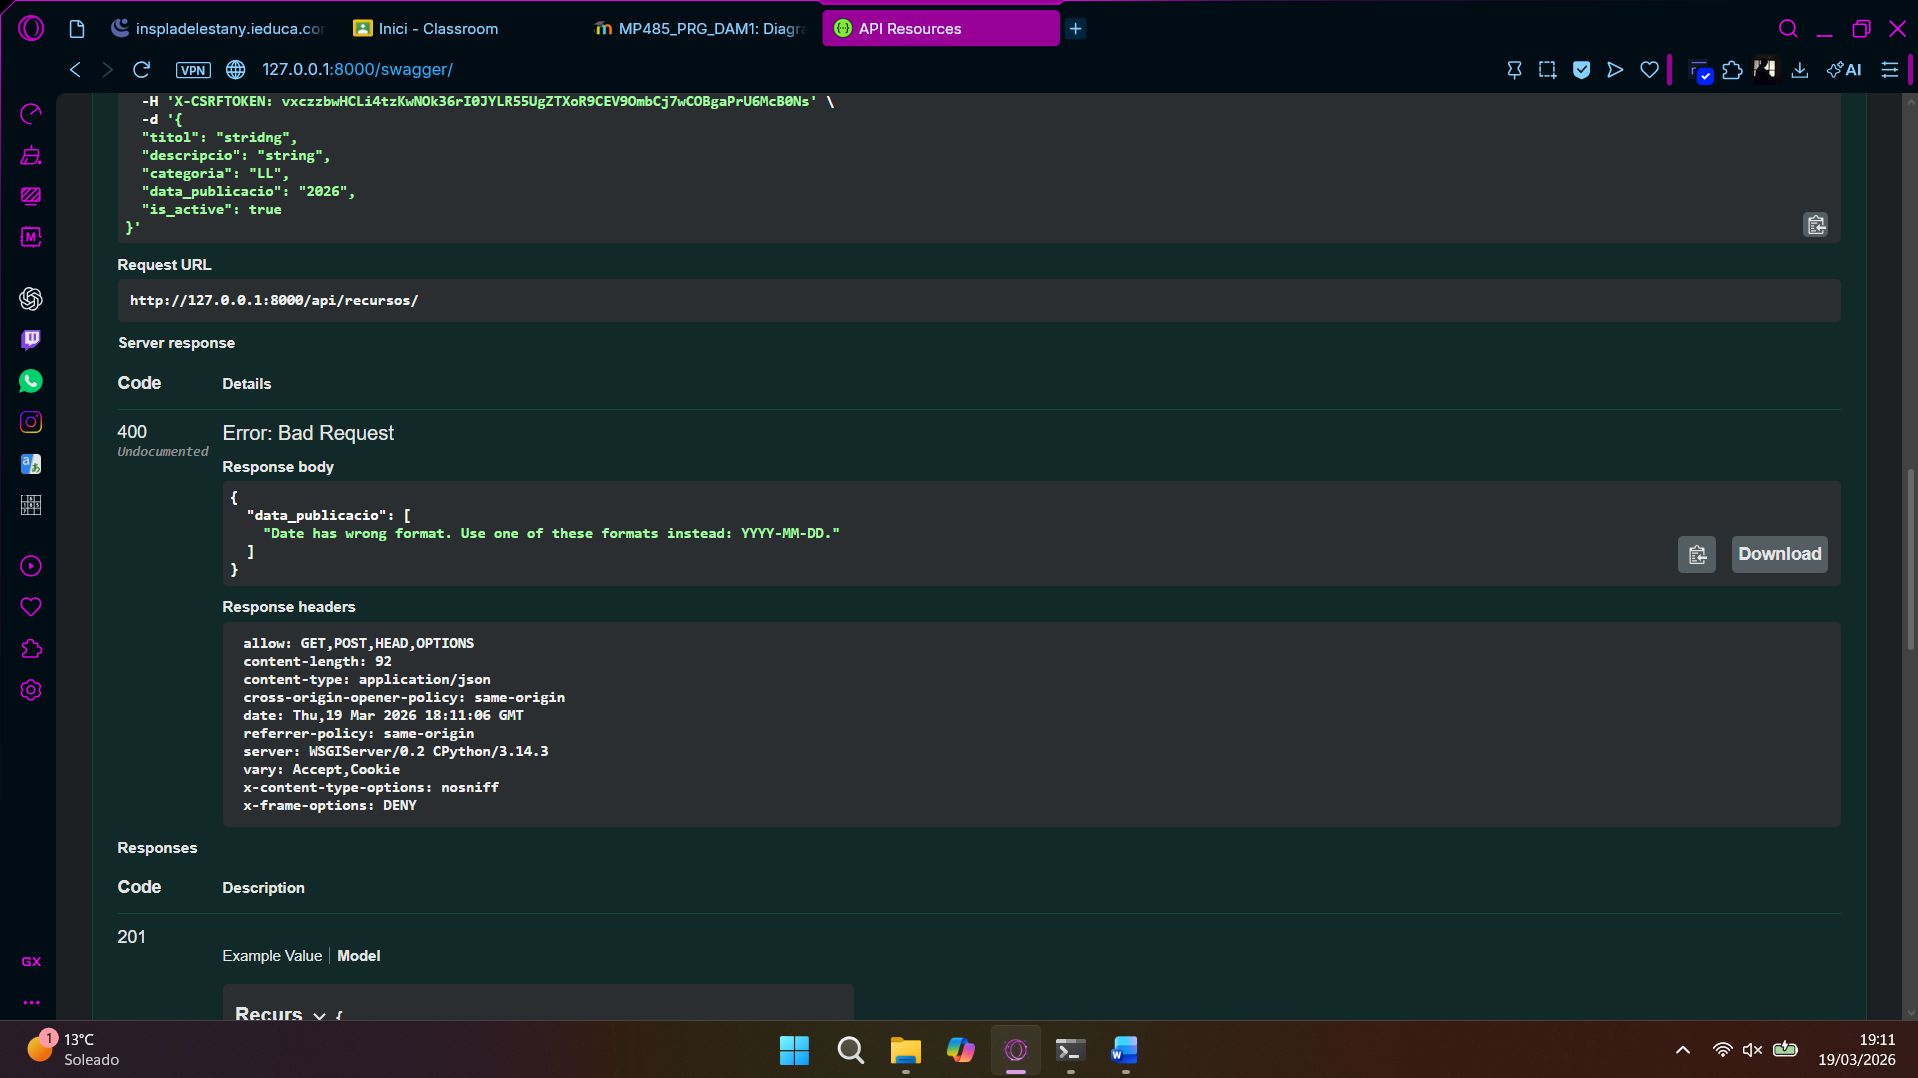 inspladelestany.ieduca.co
Inici - Classroom
MP485_PRG_DAM1: Diagra
API Resources
VPN
127.0.0.1:8000/swagger/
AI
-H 'X-CSRFTOKEN: vxczzbwHCLi4tzKwNOk36rI0JYLR55UgZTXoR9CEV9OmbCj7wCOBgaPrU6McB0Ns' \
-d '{
"titol": "stridng",
"descripcio": "string",
"categoria": "LL",
"data_publicacio": "2026",
"is_active": true
}'
Request URL
http://127.0.0.1:8000/api/recursos/
Server response
Code
Details
400
Undocumented
Error: Bad Request
Response body
{
"data_publicacio": [
"Date has wrong format. Use one of these formats instead: YYYY-MM-DD."
]
}
Download
Response headers
allow: GET,POST,HEAD,OPTIONS
content-length: 92
content-type: application/json
cross-origin-opener-policy: same-origin
date: Thu,19 Mar 2026 18:11:06 GMT
referrer-policy: same-origin
server: WSGIServer/0.2 CPython/3.14.3
vary: Accept,Cookie
x-content-type-options: nosniff
x-frame-options: DENY
Responses
Code
Description
201
Example Value
Model
Recurs {
GX
1
13°C
Soleado
19:11
19/03/2026